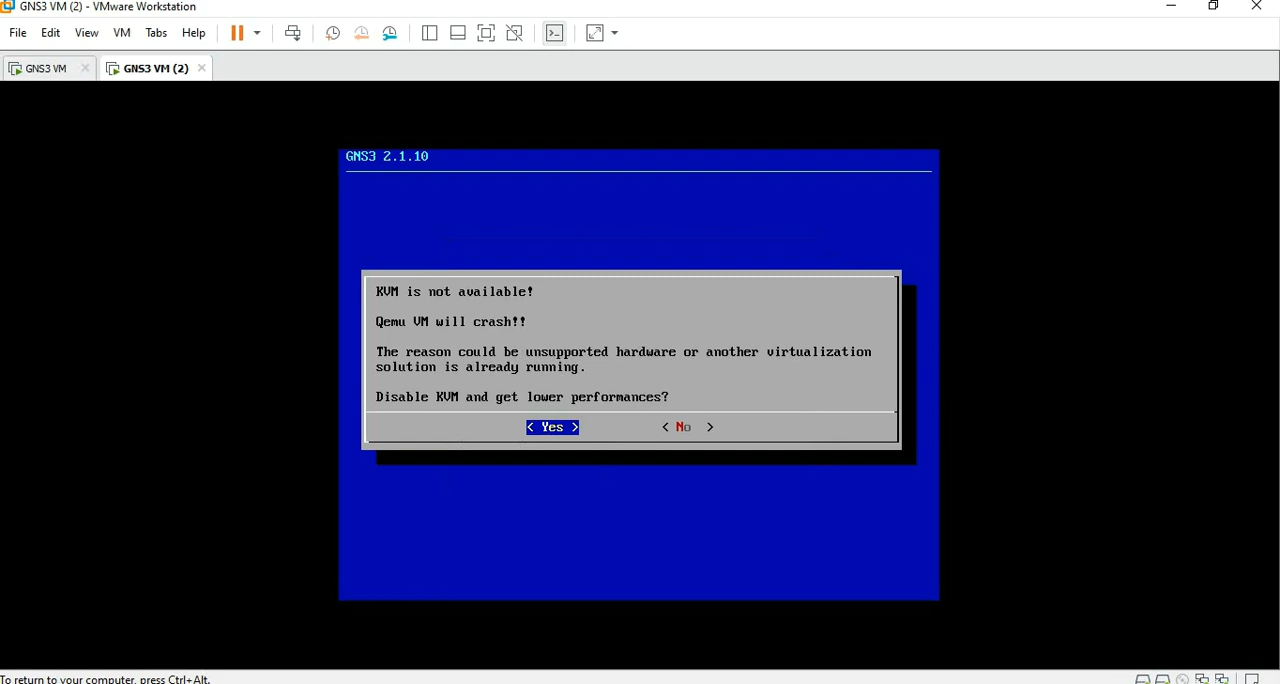 GNS3 VM (2) - VMware Workstation
File Edit View VM Tabs Help
GNS3 VM GNS3 VM (2)
GNS3 2.1.10
KVM is not available!
Qemu VM will crash!!
The reason could be unsupported hardware or another virtualization
solution is already running.
Disable KVM and get lower performances?
< Yes > < No >
To return to your computer, press Ctrl+Alt.